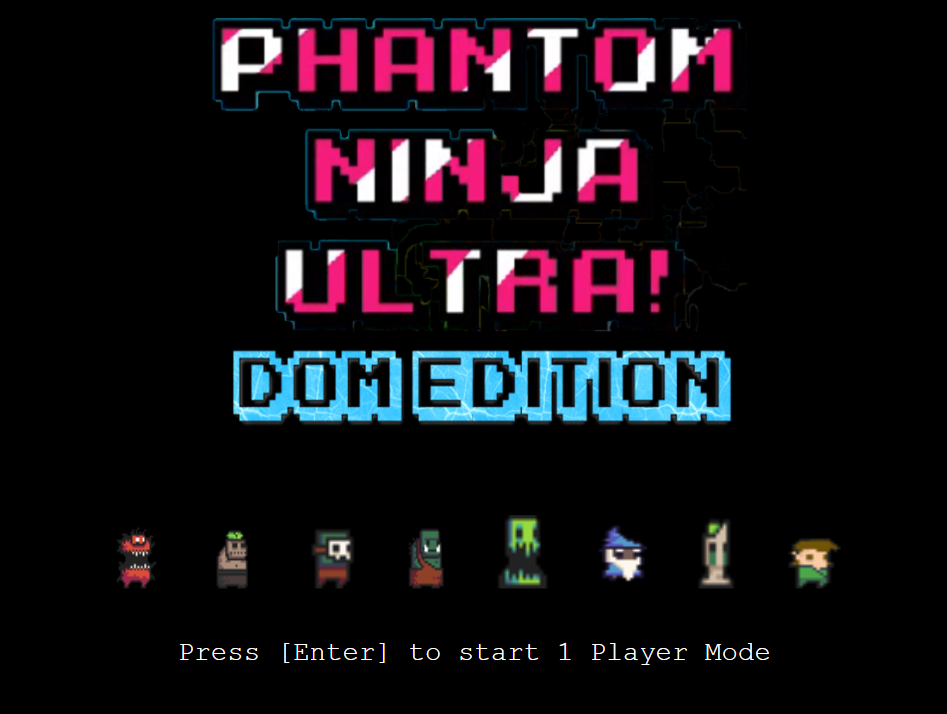 PHANTOM
NINJA
ULTRA!
DOM EDITION
Press [Enter] to start 1 Player Mode